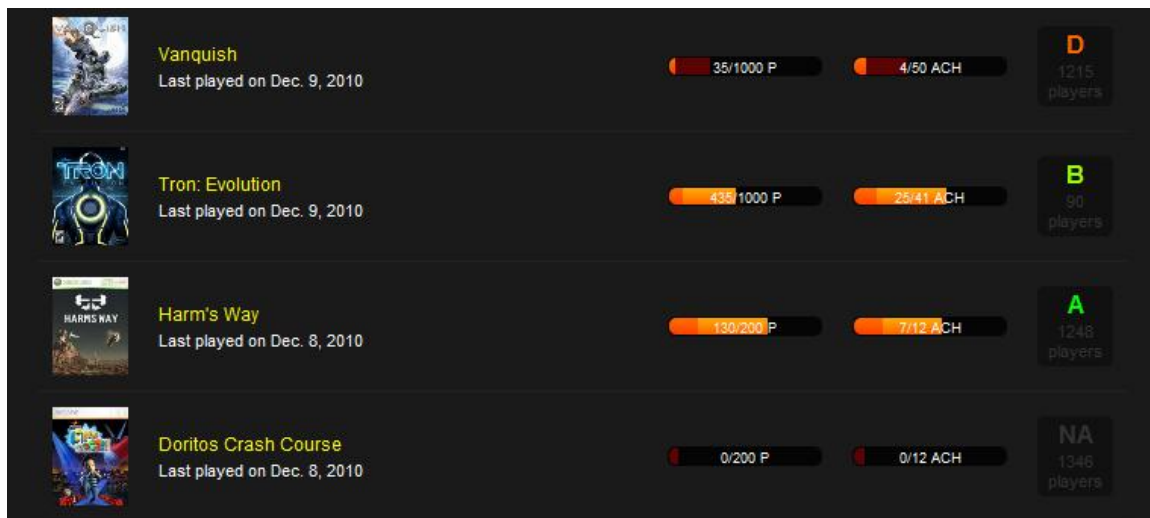 VANQUISH
Vanquish
Last played on Dec. 9, 2010
35/1000 P
4/50 ACH
D
1215
players
TRON
Tron: Evolution
Last played on Dec. 9, 2010
435/1000 P
25/41 ACH
B
90
players
HARMS WAY
Harm's Way
Last played on Dec. 8, 2010
130/200 P
7/12 ACH
A
1248
players
Doritos Crash Course
Last played on Dec. 8, 2010
0/200 P
0/12 ACH
NA
1346
players